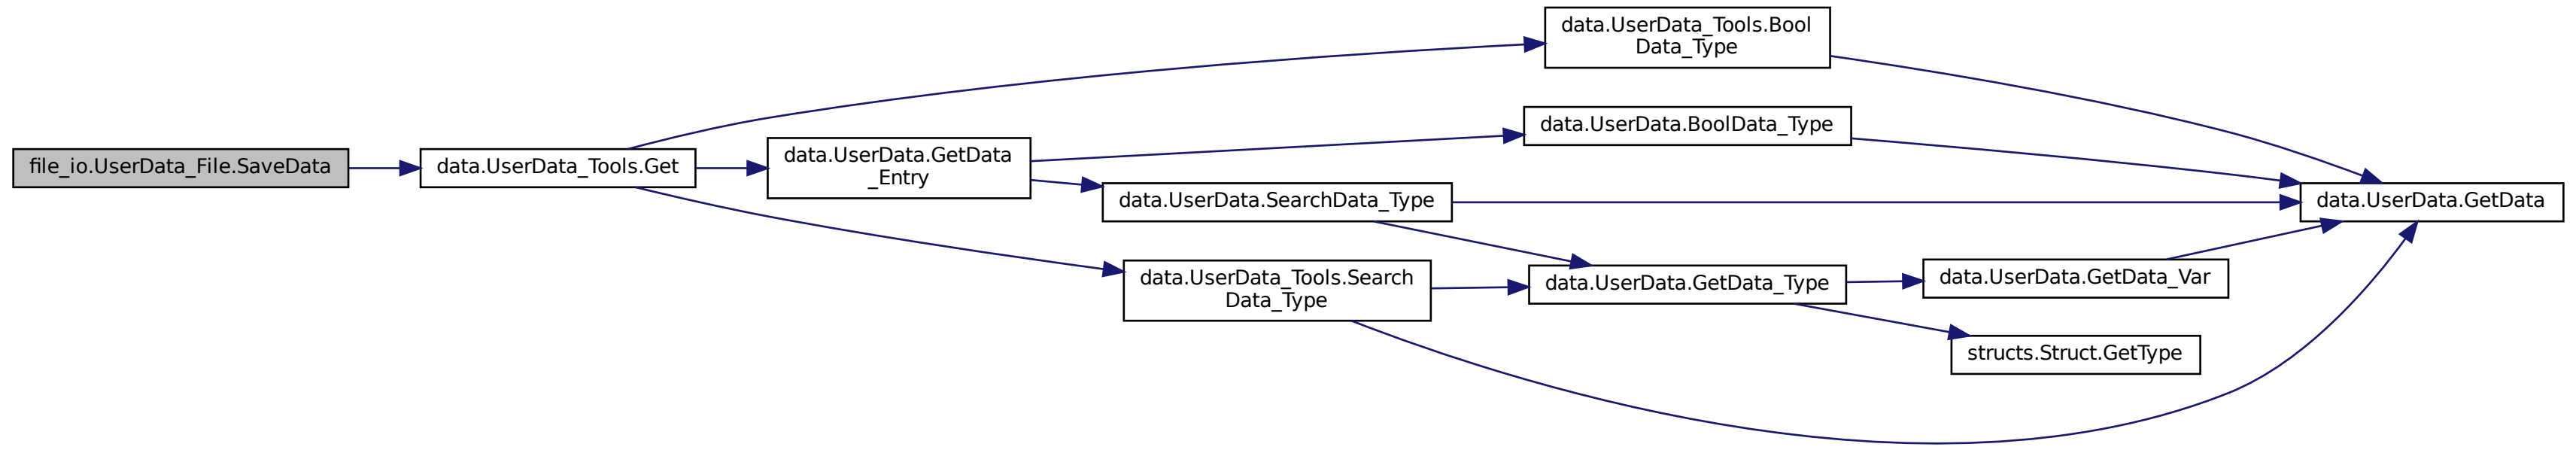 file_io.UserData_File.SaveData
data.UserData_Tools.Get
data.UserData_Tools.Bool
Data_Type
data.UserData.GetData
_Entry
data.UserData.BoolData_Type
data.UserData.SearchData_Type
data.UserData_Tools.Search
Data_Type
data.UserData.GetData_Type
data.UserData.GetData_Var
structs.Struct.GetType
data.UserData.GetData